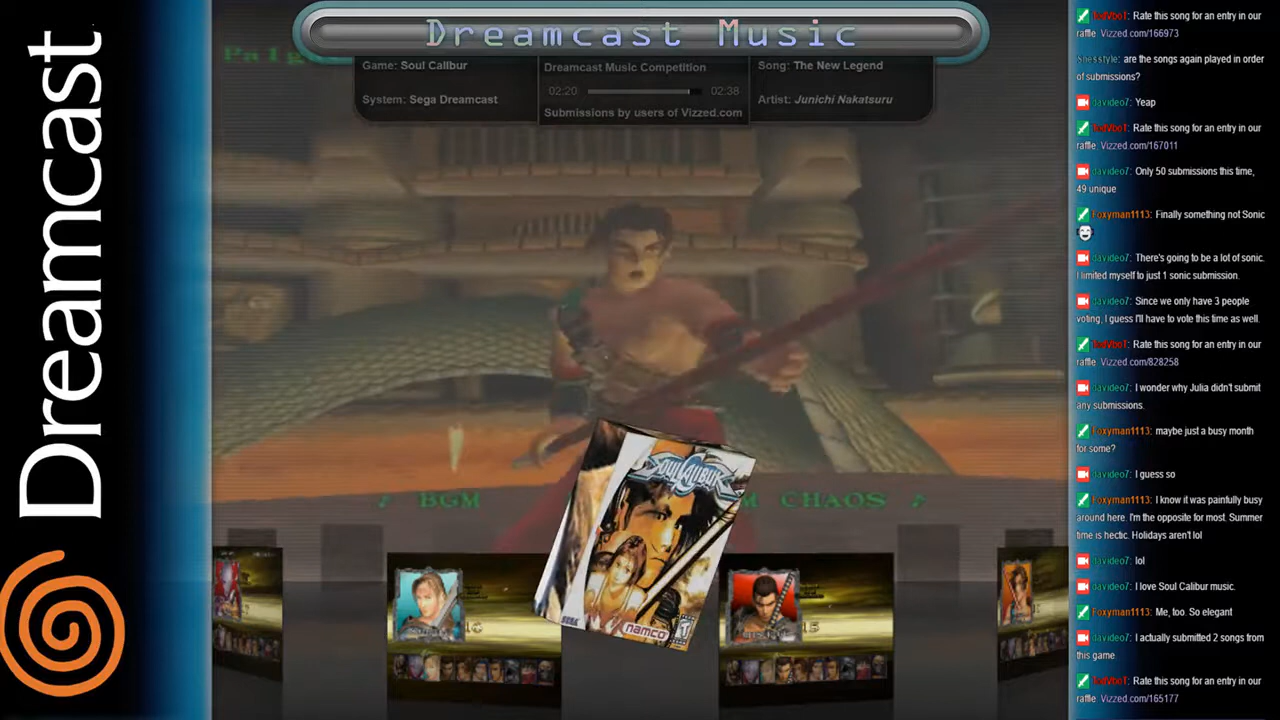 Dreamcast
Dreamcast Music
Game: Soul Calibur
System: Sega Dreamcast
Dreamcast Music Competition
02:20 02:38
Submissions by users of Vizzed.com
Song: The New Legend
Artist: Junichi Nakatsuru
♪ BGM
CHAOS ♪
SOULCALIBUR
namco
SEGA
TedVboT: Rate this song for an entry in our
raffle Vizzed.com/166973
are the songs again played in order
of submissions?
davideo7: Yeap
TedVboT: Rate this song for an entry in our
raffle Vizzed.com/167011
davideo7: Only 50 submissions this time,
49 unique
Foxyman1113: Finally something not Sonic
davideo7: There's going to be a lot of sonic.
I limited myself to just 1 sonic submission.
davideo7: Since we only have 3 people
voting, I guess I'll have to vote this time as well.
TedVboT: Rate this song for an entry in our
raffle Vizzed.com/828258
davideo7: I wonder why Julia didn't submit
any submissions.
Foxyman1113: maybe just a busy month
for some?
davideo7: I guess so
Foxyman1113: I know it was painfully busy
around here. I'm the opposite for most. Summer
time is hectic. Holidays aren't lol
davideo7: lol
davideo7: I love Soul Calibur music.
Foxyman1113: Me, too. So elegant
davideo7: I actually submitted 2 songs from
this game
TedVboT: Rate this song for an entry in our
raffle Vizzed.com/165177